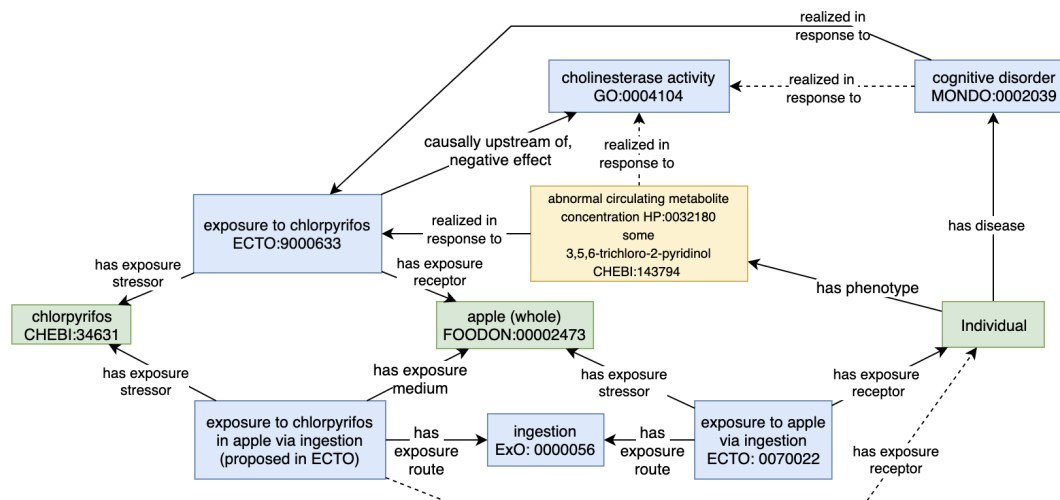 realized in
response to
cholinesterase activity
GO:0004104
realized in
response to
cognitive disorder
MONDO:0002039
causally upstream of,
negative effect
realized in
response to
exposure to chlorpyrifos
ECTO:9000633
realized in
response to
abnormal circulating metabolite
concentration HP:0032180
some
3,5,6-trichloro-2-pyridinol
CHEBI:143794
has disease
has exposure
stressor
has exposure
receptor
has phenotype
chlorpyrifos
CHEBI:34631
apple (whole)
FOODON:00002473
Individual
has exposure
stressor
has exposure
medium
has exposure
stressor
has exposure
receptor
exposure to chlorpyrifos
in apple via ingestion
(proposed in ECTO)
has
exposure
route
ingestion
ExO: 0000056
has
exposure
route
exposure to apple
via ingestion
ECTO: 0070022
has exposure
receptor